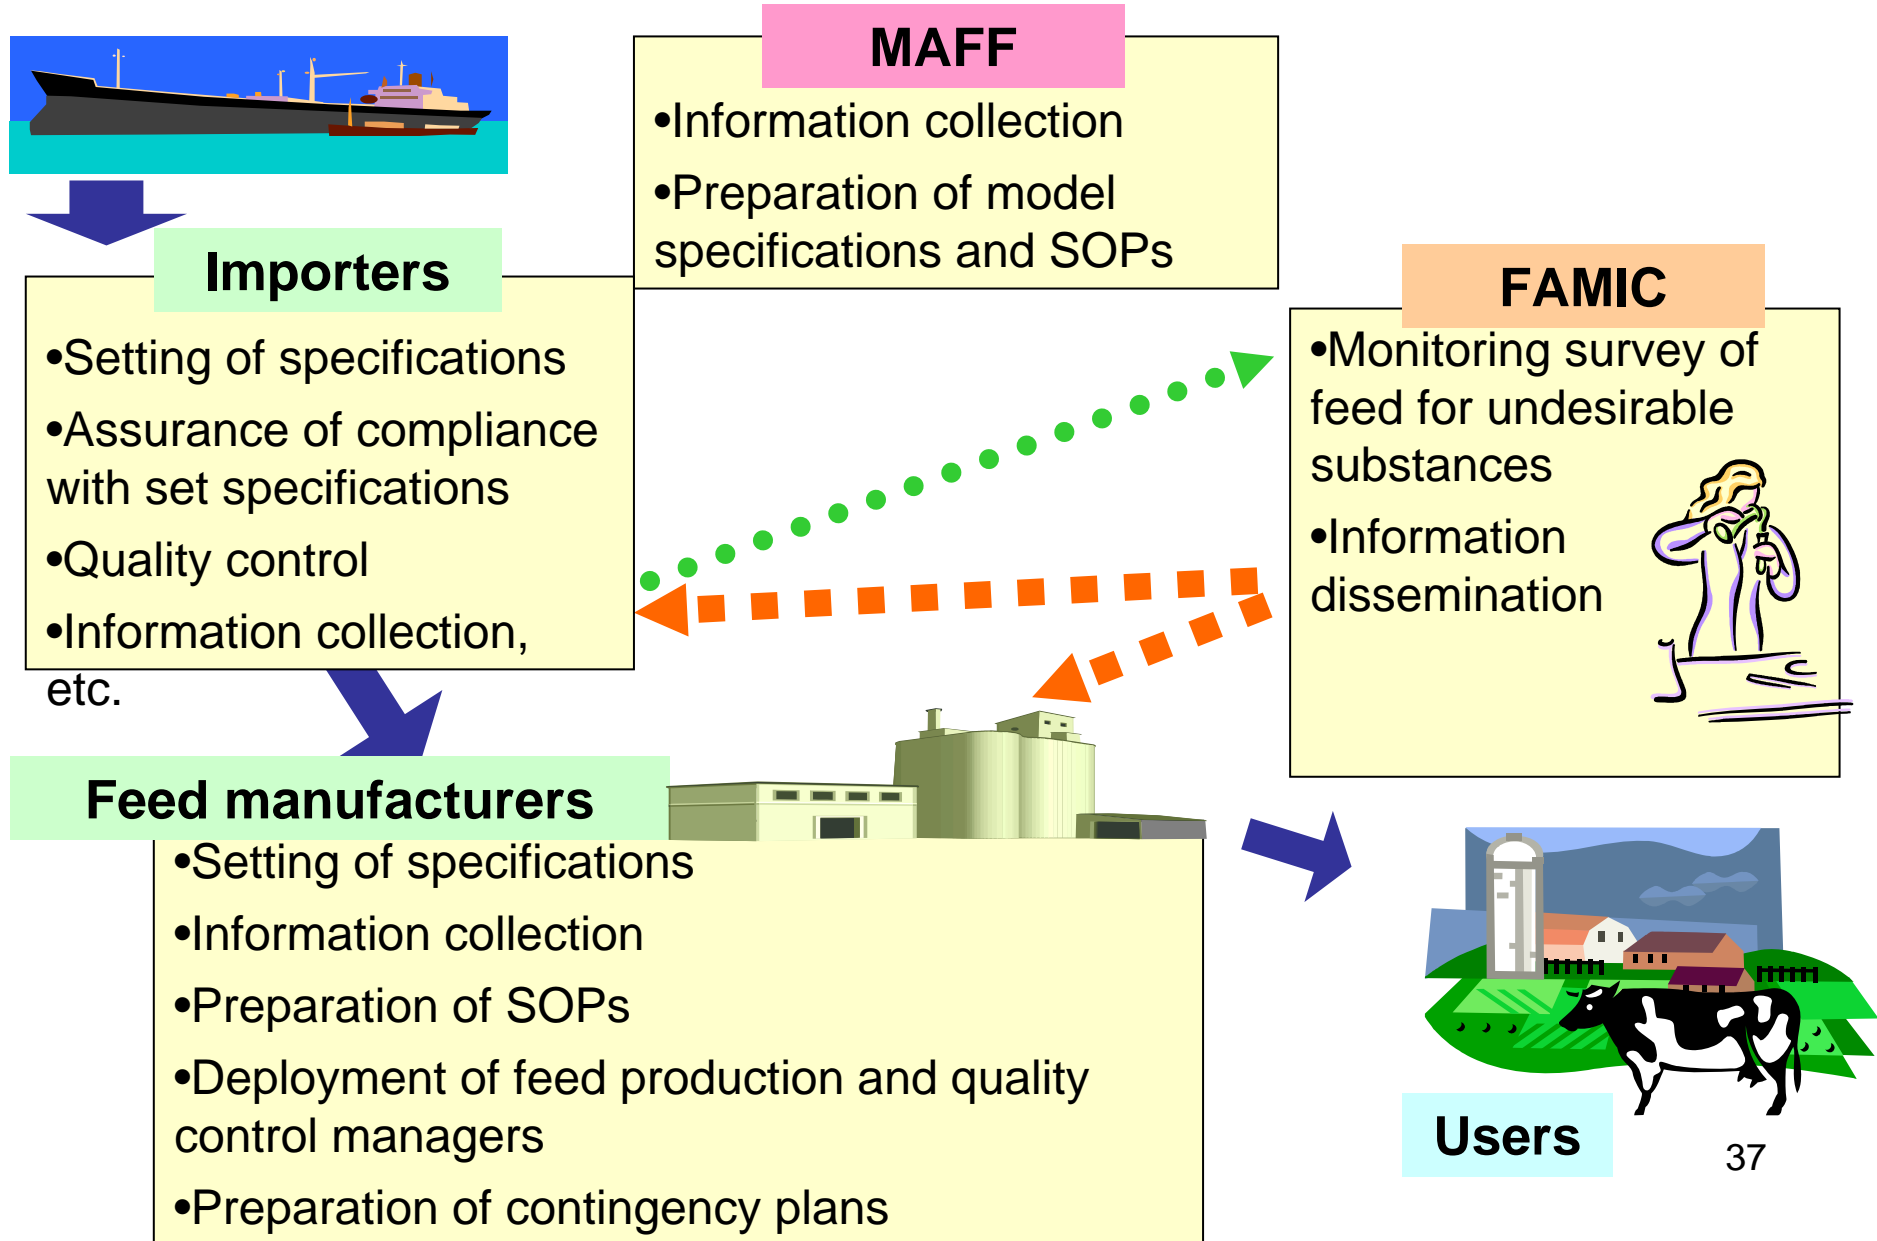 MAFF
•Information collection
•Preparation of model
specifications and SOPs
Importers
•Setting of specifications
•Assurance of compliance
with set specifications
•Quality control
•Information collection,
etc.
FAMIC
•Monitoring survey of
feed for undesirable
substances
•Information
dissemination
Feed manufacturers
•Setting of specifications
•Information collection
•Preparation of SOPs
•Deployment of feed production and quality
control managers
•Preparation of contingency plans
Users
37